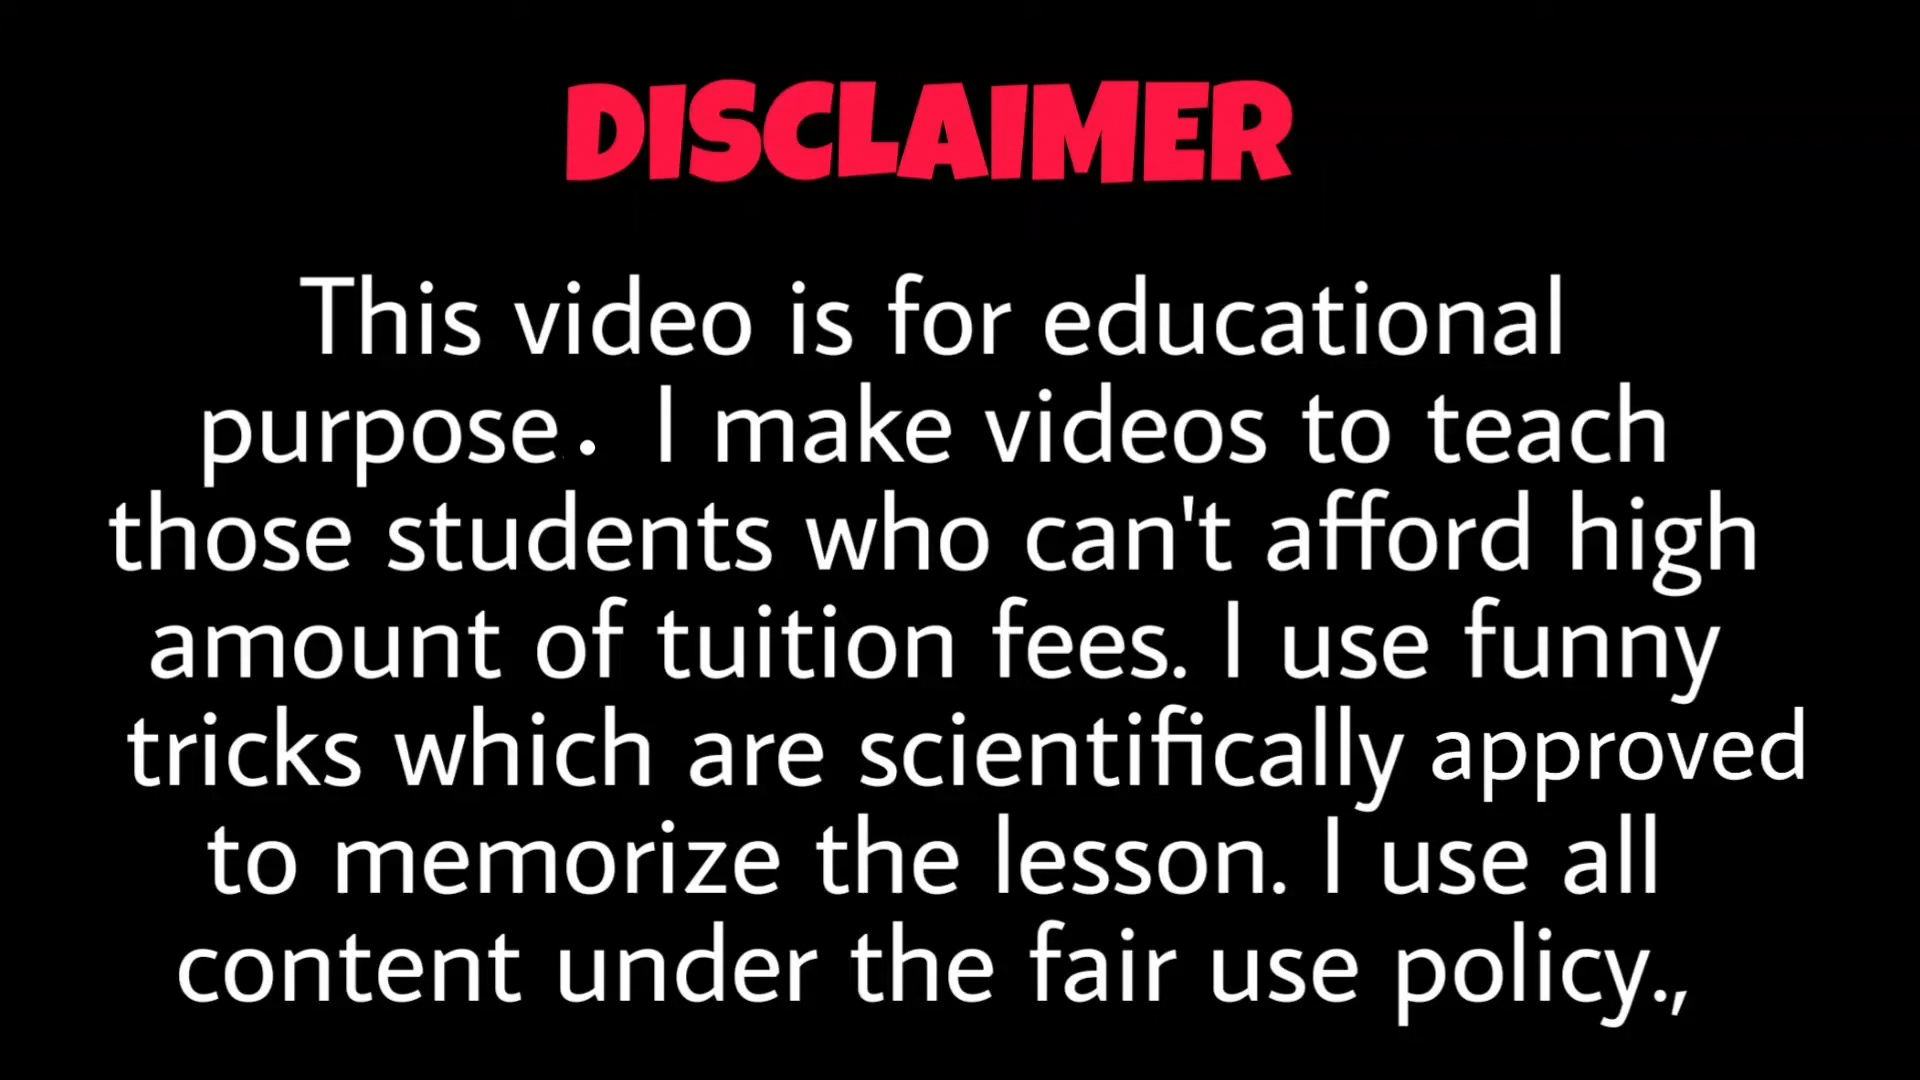 DISCLAIMER
This video is for educational
purpose. I make videos to teach
those students who can't afford high
amount of tuition fees. I use funny
tricks which are scientifically approved
to memorize the lesson. I use all
content under the fair use policy.,